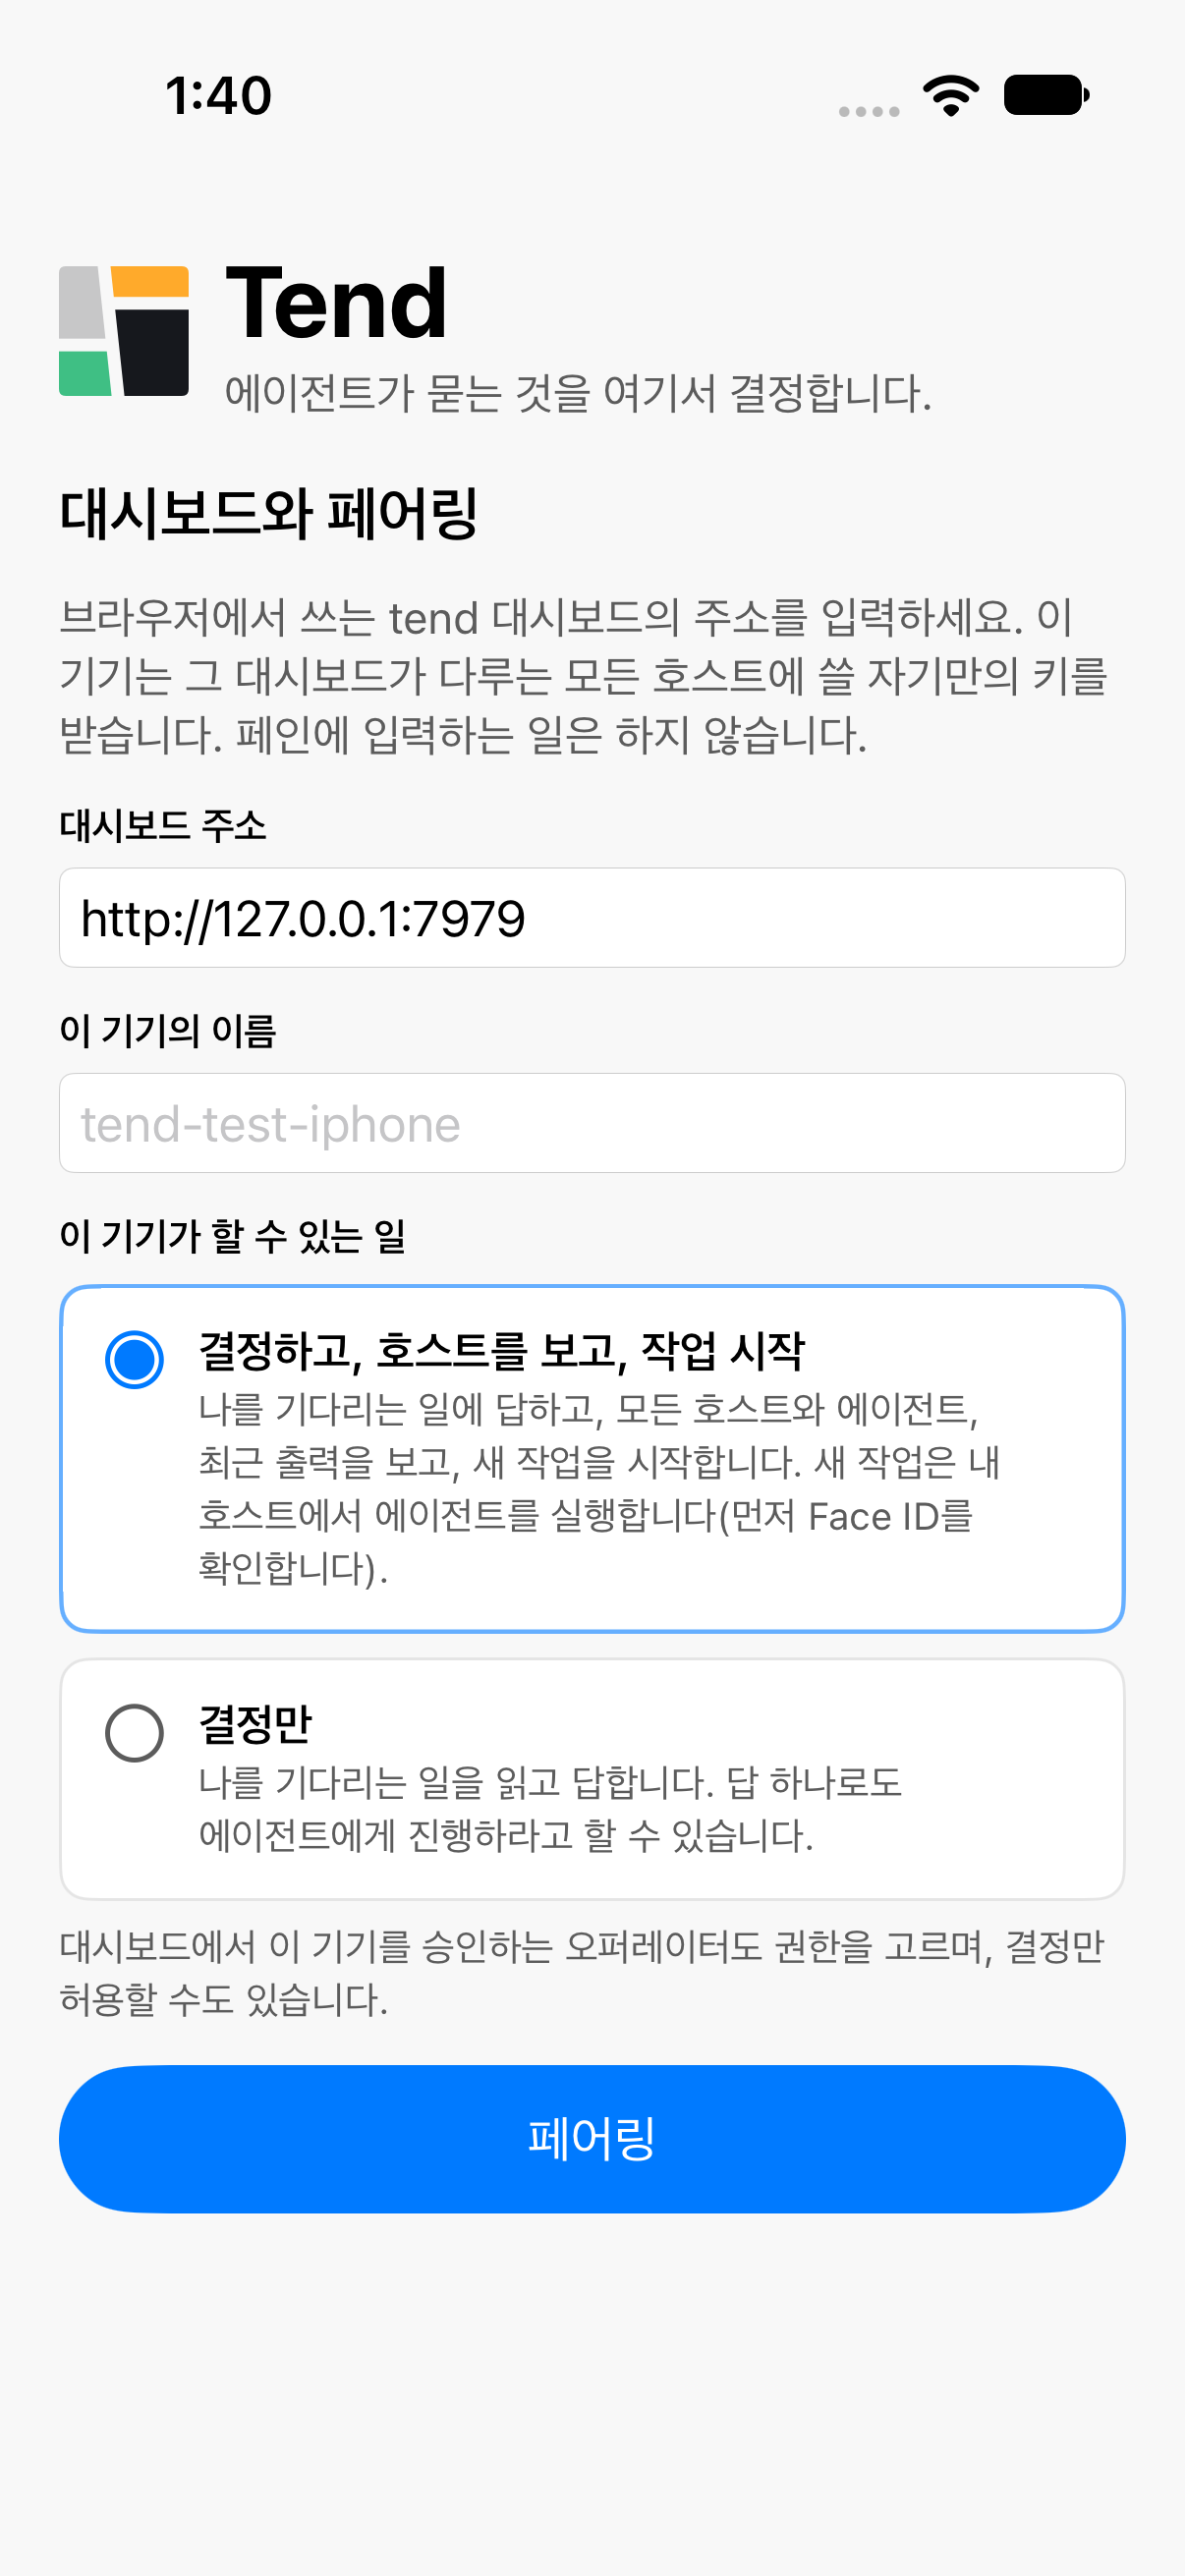 1:40
Tend
에이전트가 묻는 것을 여기서 결정합니다.
대시보드와 페어링
브라우저에서 쓰는 tend 대시보드의 주소를 입력하세요. 이
기기는 그 대시보드가 다루는 모든 호스트에 쓸 자기만의 키를
받습니다. 페인에 입력하는 일은 하지 않습니다.
대시보드 주소
http://127.0.0.1:7979
이 기기의 이름
tend-test-iphone
이 기기가 할 수 있는 일
결정하고, 호스트를 보고, 작업 시작
나를 기다리는 일에 답하고, 모든 호스트와 에이전트,
최근 출력을 보고, 새 작업을 시작합니다. 새 작업은 내
호스트에서 에이전트를 실행합니다(먼저 Face ID를
확인합니다).
결정만
나를 기다리는 일을 읽고 답합니다. 답 하나로도
에이전트에게 진행하라고 할 수 있습니다.
대시보드에서 이 기기를 승인하는 오퍼레이터도 권한을 고르며, 결정만
허용할 수도 있습니다.
페어링